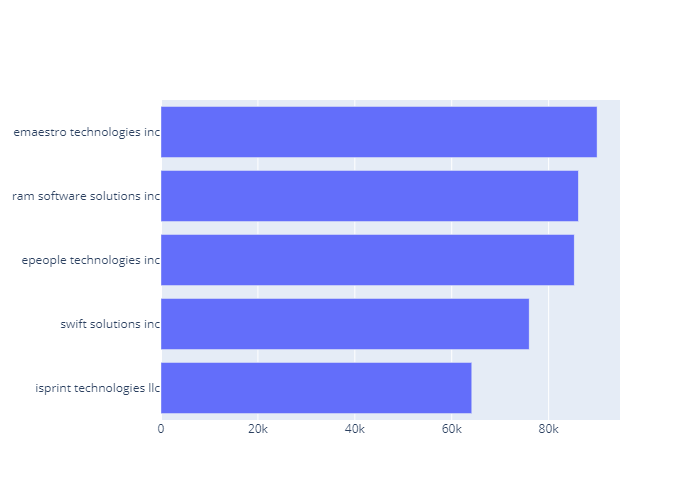 emaestro technologies inc
ram software solutions inc
epeople technologies inc
swift solutions inc
isprint technologies llc
0 20k 40k 60k 80k